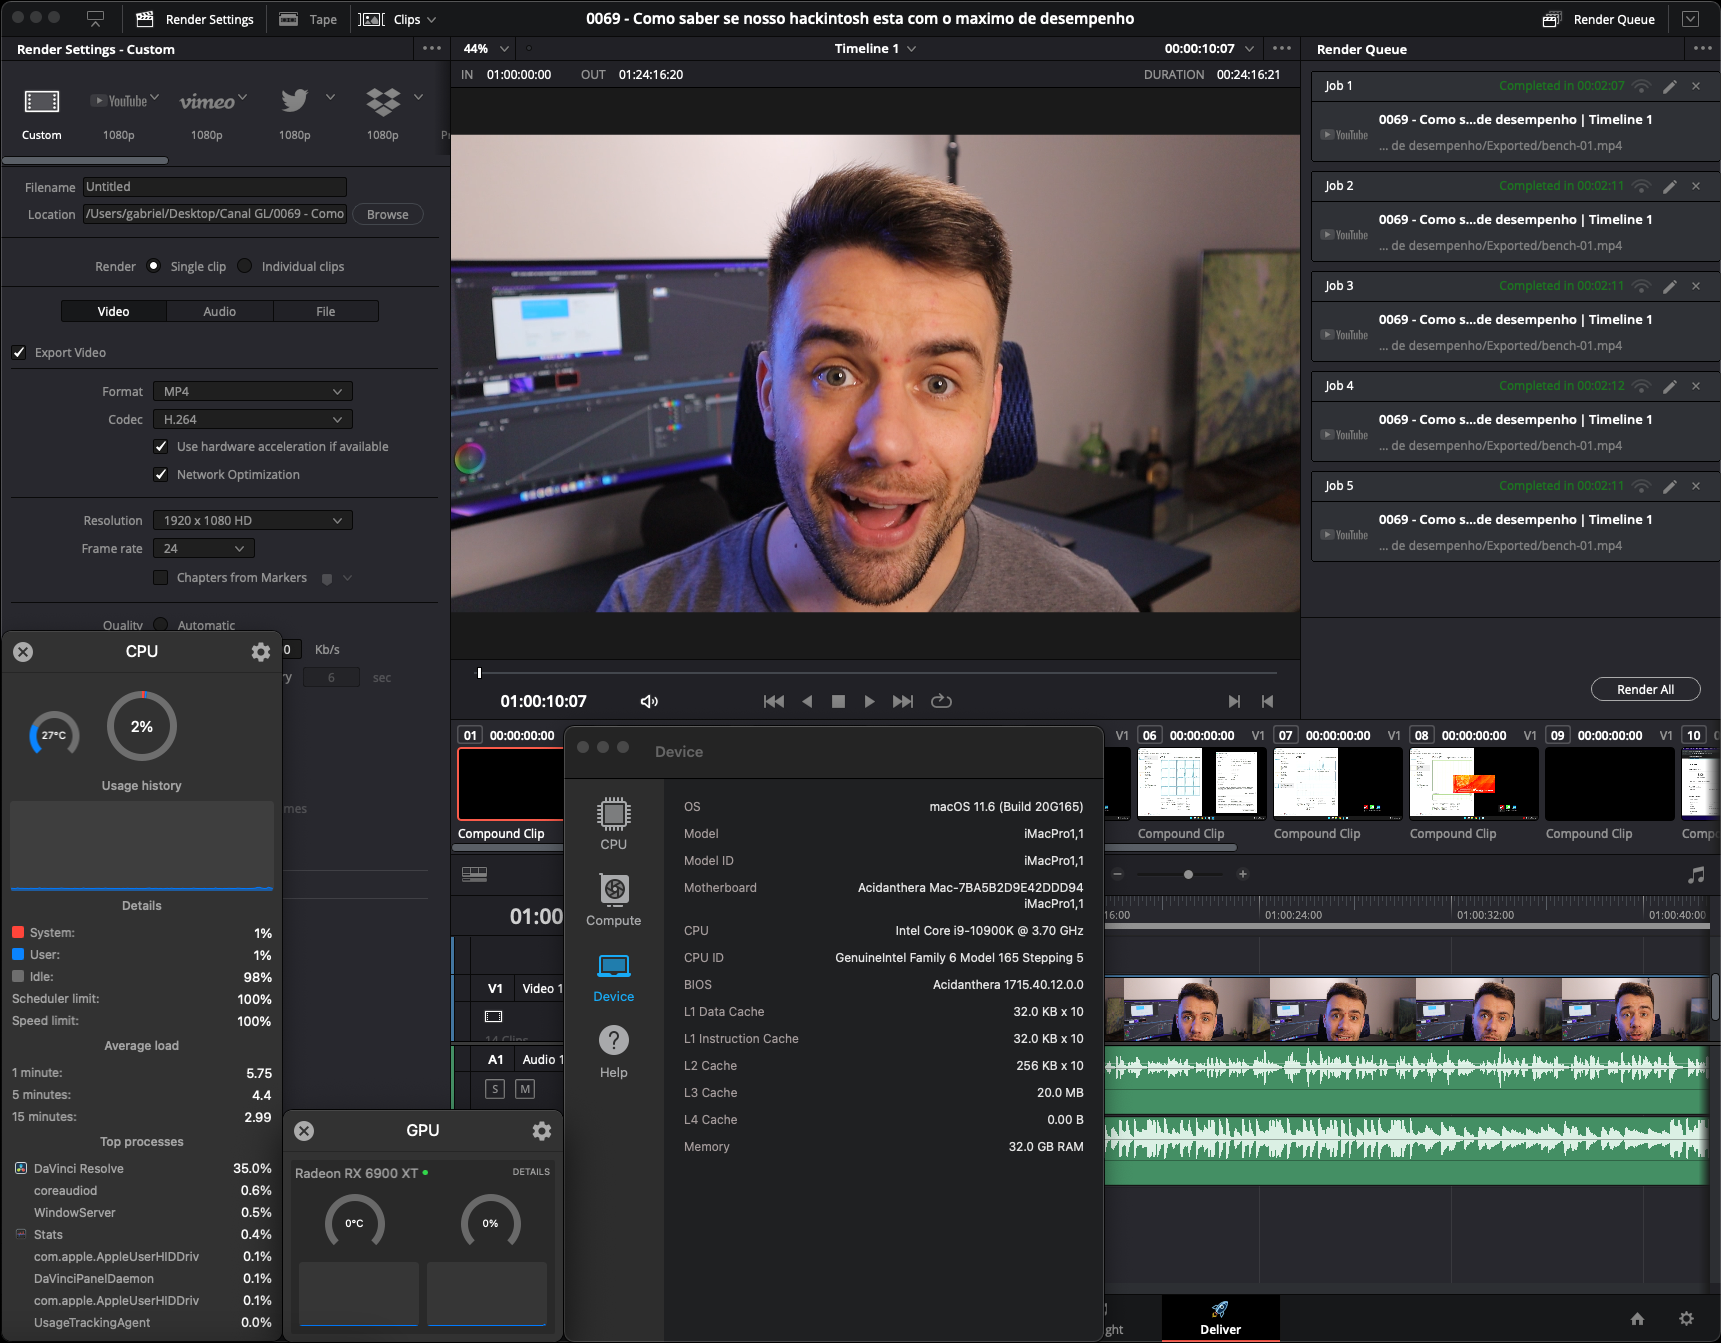 Render Settings
Tape
Clips
0069 - Como saber se nosso hackintosh esta com o maximo de desempenho
Render Queue
Render Settings - Custom
44%
Timeline 1
00:00:10:07
Render Queue
IN 01:00:00:00 OUT 01:24:16:20
DURATION 00:24:16:21
YouTube
vimeo
Custom
1080p
1080p
1080p
1080p
Filename Untitled
Location /Users/gabriel/Desktop/Canal GL/0069 - Como
Browse
Render Single clip Individual clips
Video Audio File
Export Video
Format MP4
Codec H.264
Use hardware acceleration if available
Network Optimization
Resolution 1920 x 1080 HD
Frame rate 24
Chapters from Markers
Quality Automatic
0 Kb/s
6 sec
Job 1 Completed in 00:02:07
0069 - Como s...de desempenho | Timeline 1
YouTube
... de desempenho/Exported/bench-01.mp4
Job 2 Completed in 00:02:11
0069 - Como s...de desempenho | Timeline 1
YouTube
... de desempenho/Exported/bench-01.mp4
Job 3 Completed in 00:02:11
0069 - Como s...de desempenho | Timeline 1
YouTube
... de desempenho/Exported/bench-01.mp4
Job 4 Completed in 00:02:12
0069 - Como s...de desempenho | Timeline 1
YouTube
... de desempenho/Exported/bench-01.mp4
Job 5 Completed in 00:02:11
0069 - Como s...de desempenho | Timeline 1
YouTube
... de desempenho/Exported/bench-01.mp4
Render All
01:00:10:07
CPU
27°C
2%
Usage history
Details
System: 1%
User: 1%
Idle: 98%
Scheduler limit: 100%
Speed limit: 100%
Average load
1 minute: 5.75
5 minutes: 4.4
15 minutes: 2.99
Top processes
DaVinci Resolve 35.0%
coreaudiod 0.6%
WindowServer 0.5%
Stats 0.4%
com.apple.AppleUserHIDDriv 0.1%
DaVinciPanelDaemon 0.1%
com.apple.AppleUserHIDDriv 0.1%
UsageTrackingAgent 0.0%
GPU
Radeon RX 6900 XT
DETAILS
0°C
0%
01 00:00:00:00
Compound Clip
V1 06 00:00:00:00
V1 07 00:00:00:00
V1 08 00:00:00:00
V1 09 00:00:00:00
V1 10
Compound Clip
Compound Clip
Compound Clip
Compound Clip
Comp
Device
CPU
Compute
Device
Help
OS macOS 11.6 (Build 20G165)
Model iMacPro1,1
Model ID iMacPro1,1
Motherboard Acidanthera Mac-7BA5B2D9E42DDD94
iMacPro1,1
CPU Intel Core i9-10900K @ 3.70 GHz
CPU ID GenuineIntel Family 6 Model 165 Stepping 5
BIOS Acidanthera 1715.40.12.0.0
L1 Data Cache 32.0 KB x 10
L1 Instruction Cache 32.0 KB x 10
L2 Cache 256 KB x 10
L3 Cache 20.0 MB
L4 Cache 0.00 B
Memory 32.0 GB RAM
01:00
16:00
01:00:24:00
01:00:32:00
01:00:40:00
V1 Video 1
14 Clips
A1 Audio 1
S M
ght
Deliver